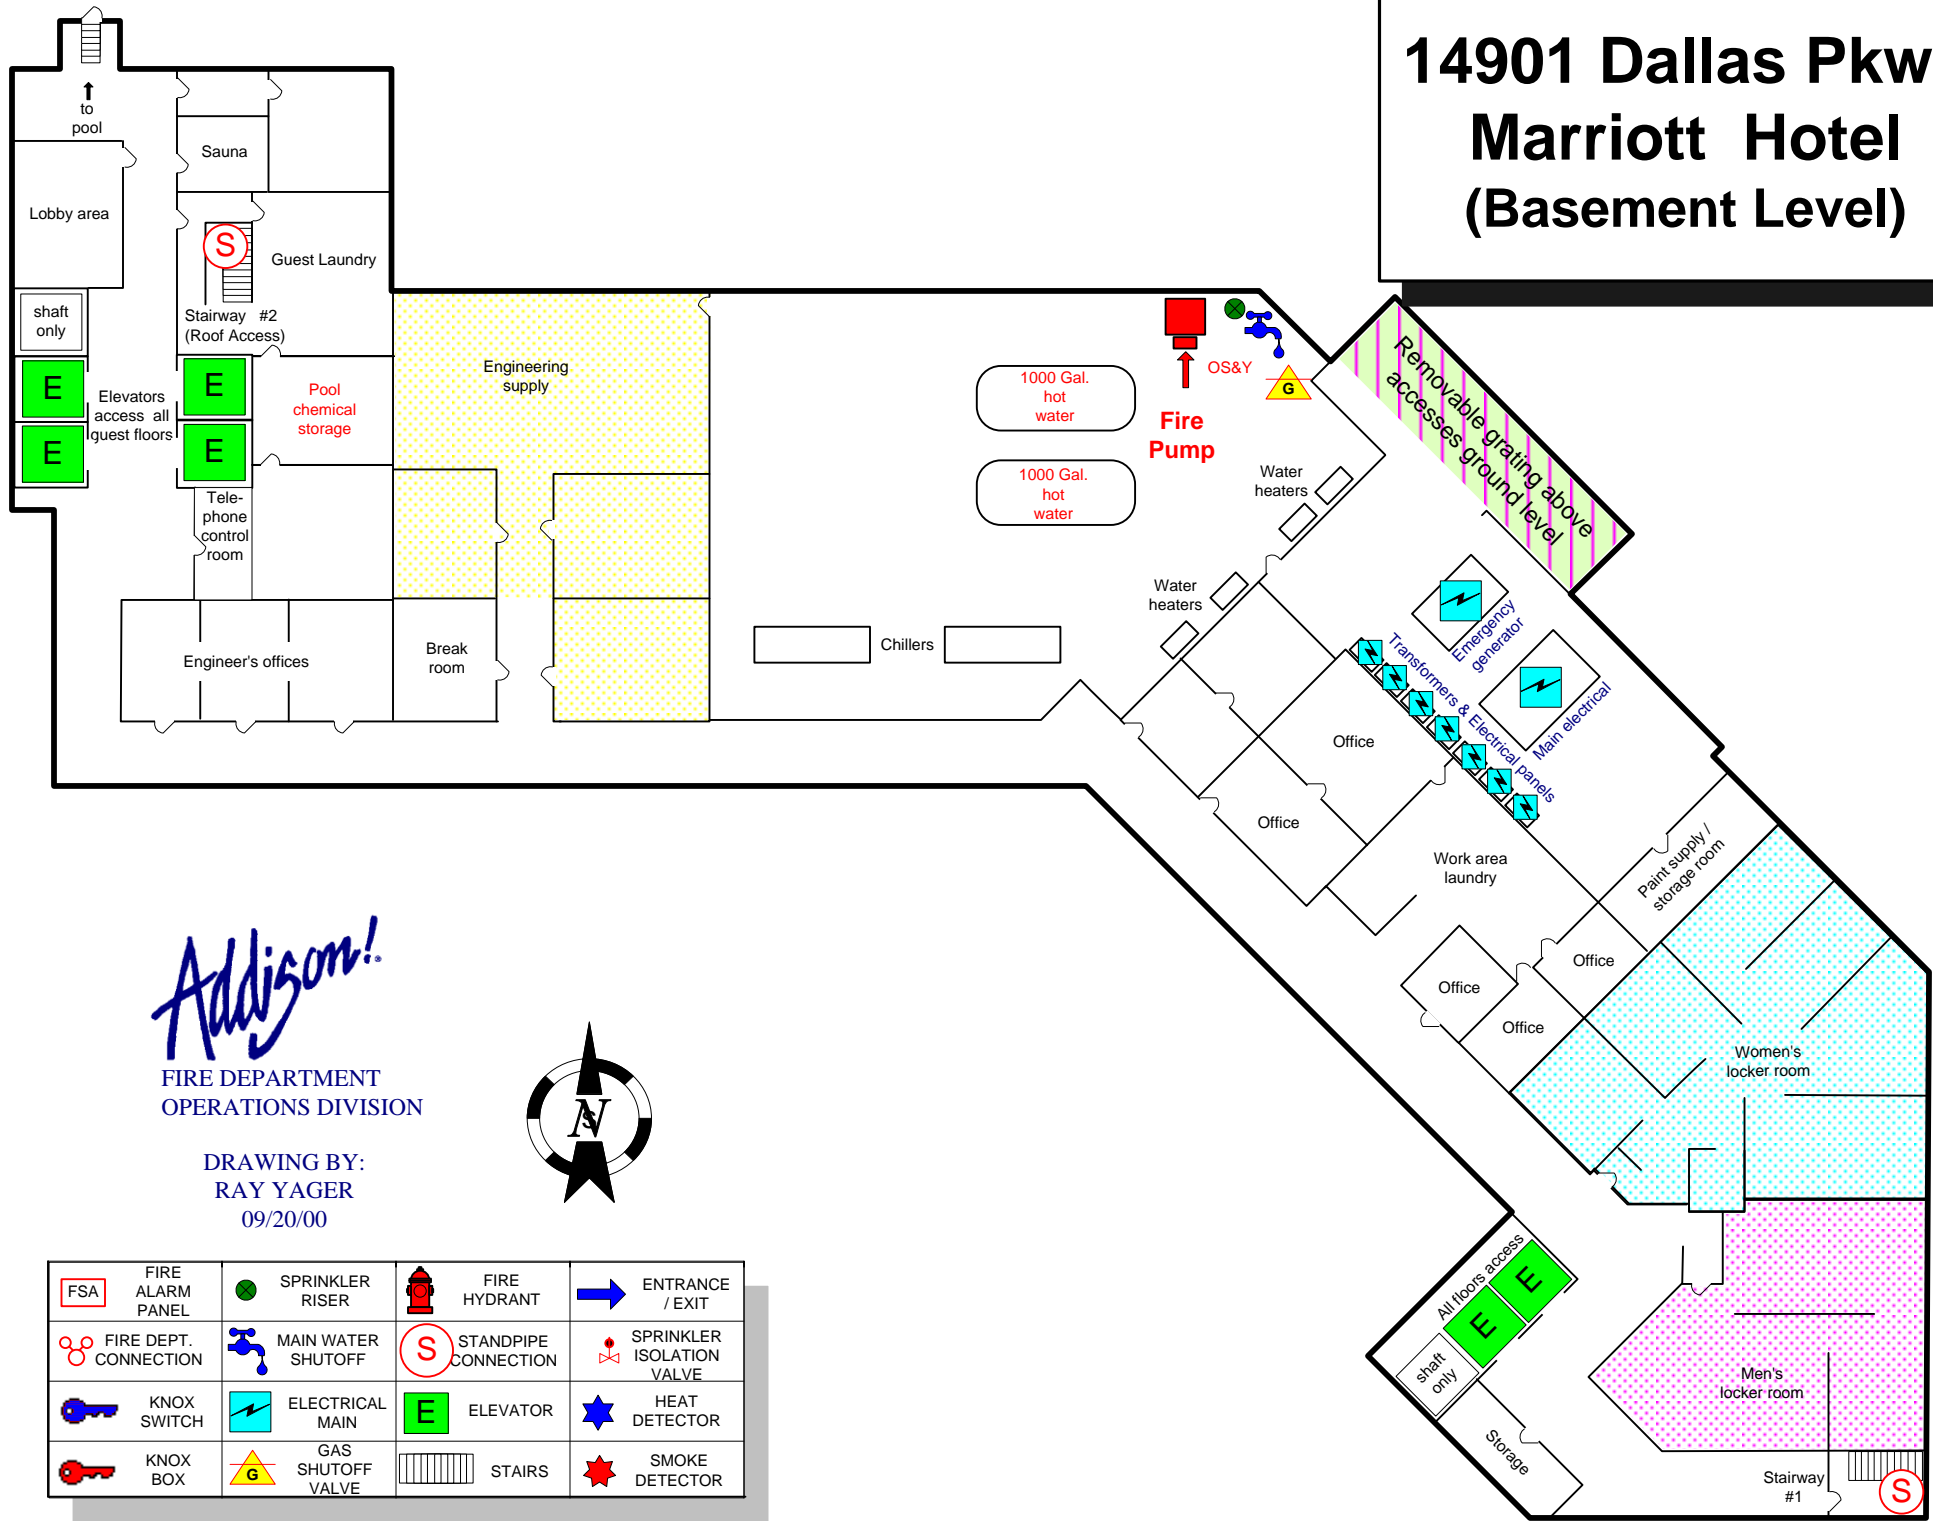 14901 Dallas Pkw
Marriott Hotel
(Basement Level)
to
pool
Sauna
Lobby area
S
Guest Laundry
shaft
only
Stairway #2
(Roof Access)
E
E
E
E
Elevators
access all
guest floors
Pool
chemical
storage
Engineering
supply
Tele-
phone
control
room
Engineer's offices
Break
room
1000 Gal.
hot
water
1000 Gal.
hot
water
OS&Y
G
Fire
Pump
Water
heaters
Water
heaters
Chillers
Removable grating above
accesses ground level
Emergency
generator
Main electrical
Transformers & Electrical panels
Office
Office
Work area
laundry
Paint supply /
storage room
Office
Office
Office
Women's
locker room
All floors access
E
E
shaft
only
Storage
Men's
locker room
Stairway
#1
S
Addison!
FIRE DEPARTMENT
OPERATIONS DIVISION
DRAWING BY:
RAY YAGER
09/20/00
N
S
FSA
FIRE
ALARM
PANEL
SPRINKLER
RISER
FIRE
HYDRANT
ENTRANCE
/ EXIT
FIRE DEPT.
CONNECTION
MAIN WATER
SHUTOFF
S
STANDPIPE
CONNECTION
SPRINKLER
ISOLATION
VALVE
KNOX
SWITCH
ELECTRICAL
MAIN
E
ELEVATOR
HEAT
DETECTOR
KNOX
BOX
G
GAS
SHUTOFF
VALVE
STAIRS
SMOKE
DETECTOR